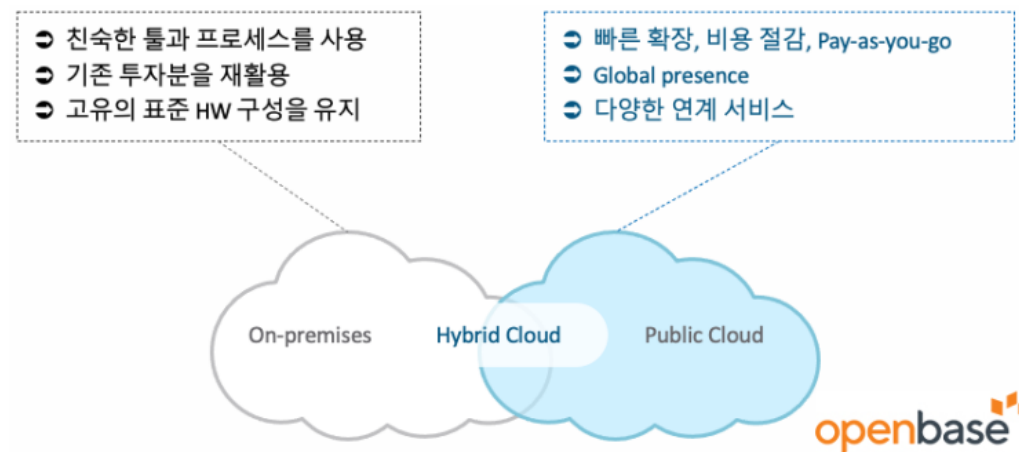 ➲ 친숙한 툴과 프로세스를 사용
➲ 기존 투자분을 재활용
➲ 고유의 표준 HW 구성을 유지
➲ 빠른 확장, 비용 절감, Pay-as-you-go
➲ Global presence
➲ 다양한 연계 서비스
On-premises
Hybrid Cloud
Public Cloud
openbase